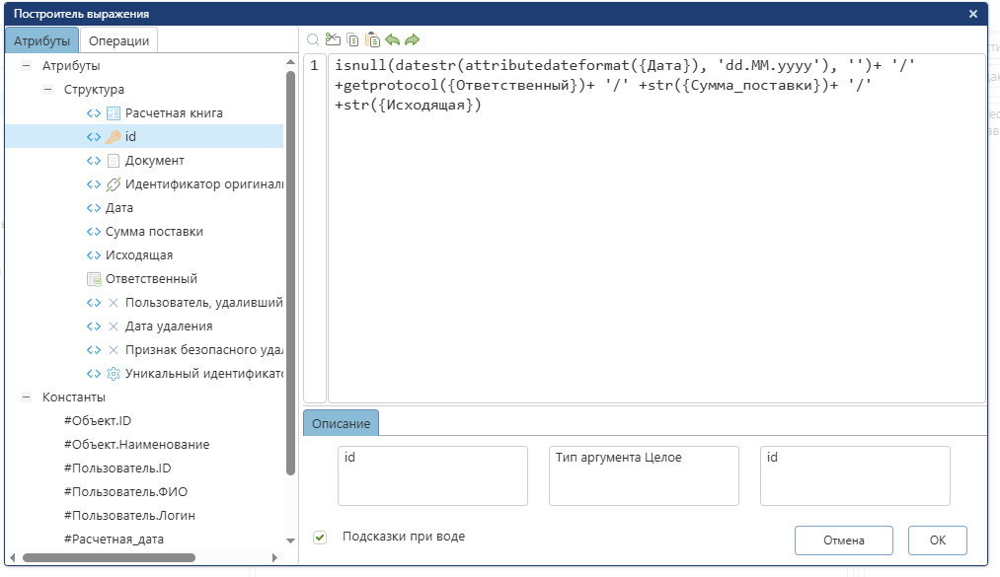 Построитель выражения
Атрибуты
Операции
Атрибуты
Структура
Расчетная книга
id
Документ
Идентификатор оригинал
Дата
Сумма поставки
Исходящая
Ответственный
Пользователь, удаливший
Дата удаления
Признак безопасного уда
Уникальный идентификат
Константы
#Объект.ID
#Объект.Наименование
#Пользователь.ID
#Пользователь.ФИО
#Пользователь.Логин
#Расчетная_дата
1
isnull(datestr(attributedateformat({Дата}), 'dd.MM.yyyy'), '')+ '/'
+getprotocol({Ответственный})+ '/' +str({Сумма_поставки})+ '/'
+str({Исходящая})
Описание
id
Тип аргумента Целое
id
Подсказки при воде
Отмена
ОК